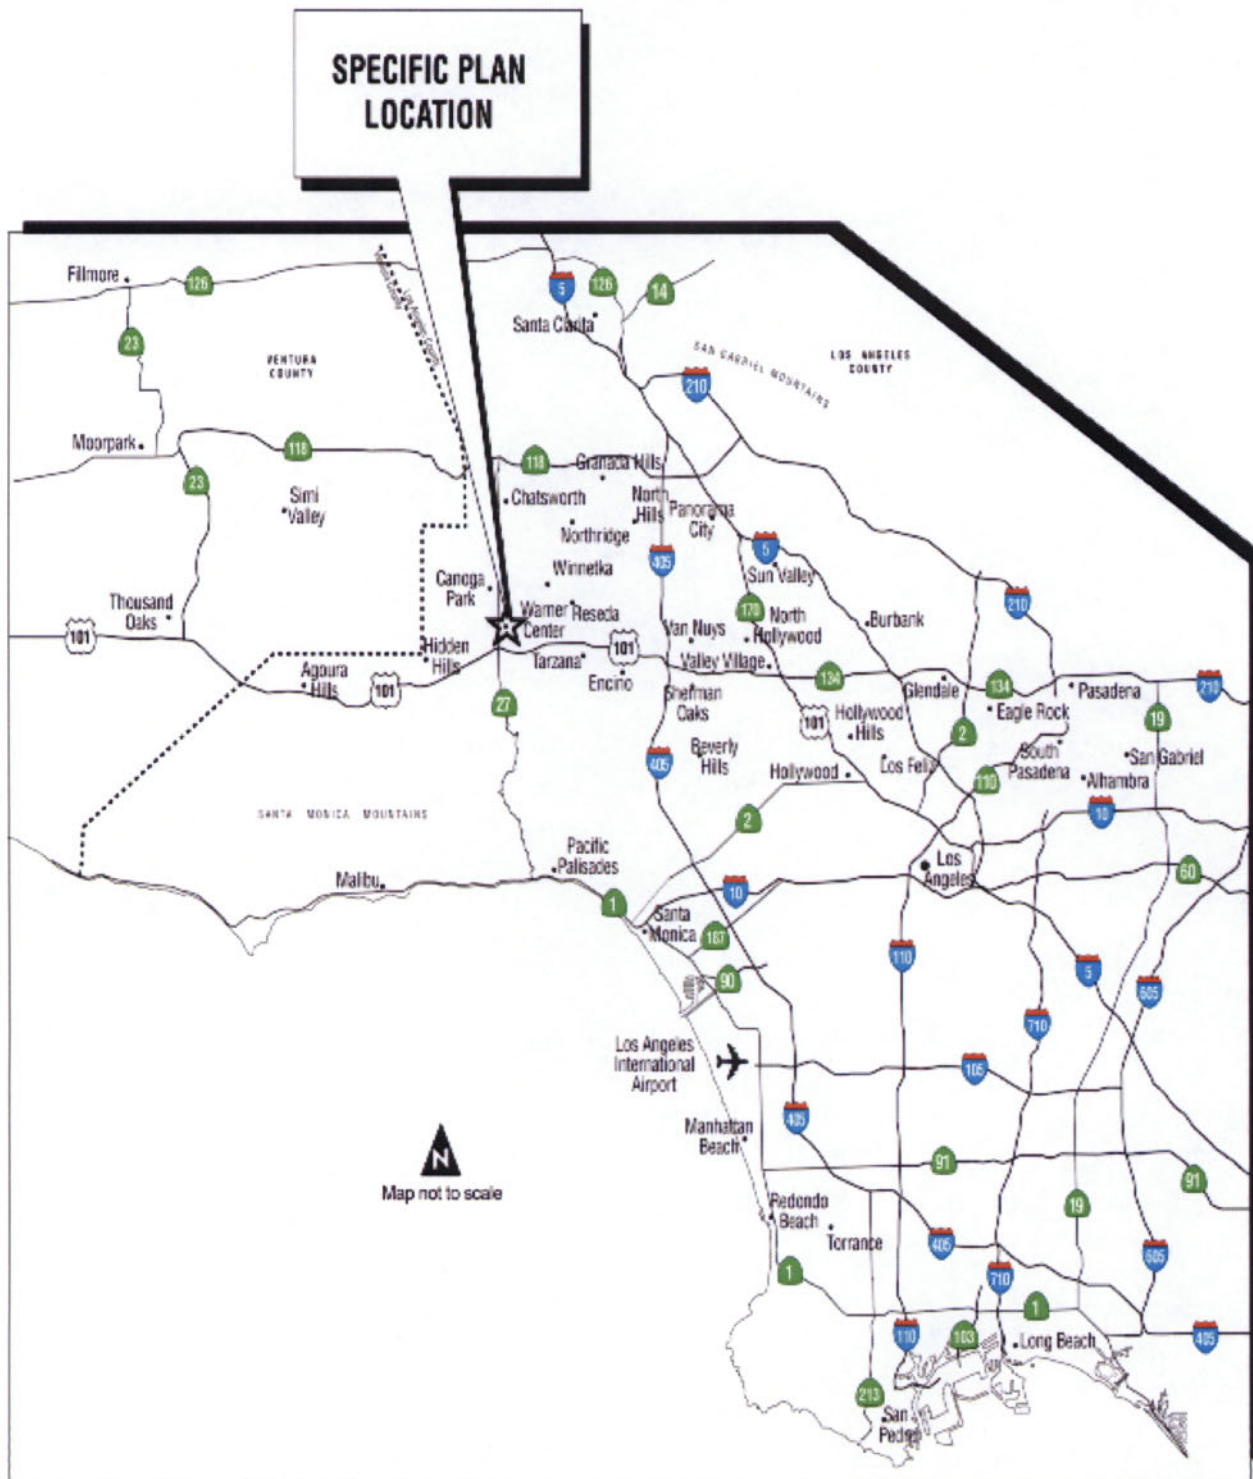 SPECIFIC PLAN
LOCATION
Fillmore
126
Ventura County
Los Angeles County
5
126
14
Santa Clarita
23
VENTURA
COUNTY
SAN GABRIEL MOUNTAINS
LOS ANGELES
COUNTY
210
Moorpark
118
118
Granada Hills
23
Simi
Valley
Chatsworth
North
Hills
Panorama
City
Northridge
405
5
Sun Valley
Canoga
Park
Winnetka
Thousand
Oaks
Warner
Center
Reseda
170
North
Hollywood
210
Burbank
101
Van Nuys
101
Hidden
Hills
Tarzana
Valley Village
134
Agoura
Hills
101
Encino
Sherman
Oaks
Glendale
134
Pasadena
210
27
101
Hollywood
Hills
Eagle Rock
19
2
405
Beverly
Hills
Hollywood
Los Feliz
South
Pasadena
San Gabriel
110
Alhambra
SANTA MONICA MOUNTAINS
2
10
Pacific
Palisades
Los
Angeles
60
Malibu
1
10
Santa
Monica
187
110
5
90
605
710
Los Angeles
International
Airport
105
405
Manhattan
Beach
N
Map not to scale
91
91
Redondo
Beach
19
Torrance
405
605
1
710
1
110
103
Long Beach
405
213
San
Pedro